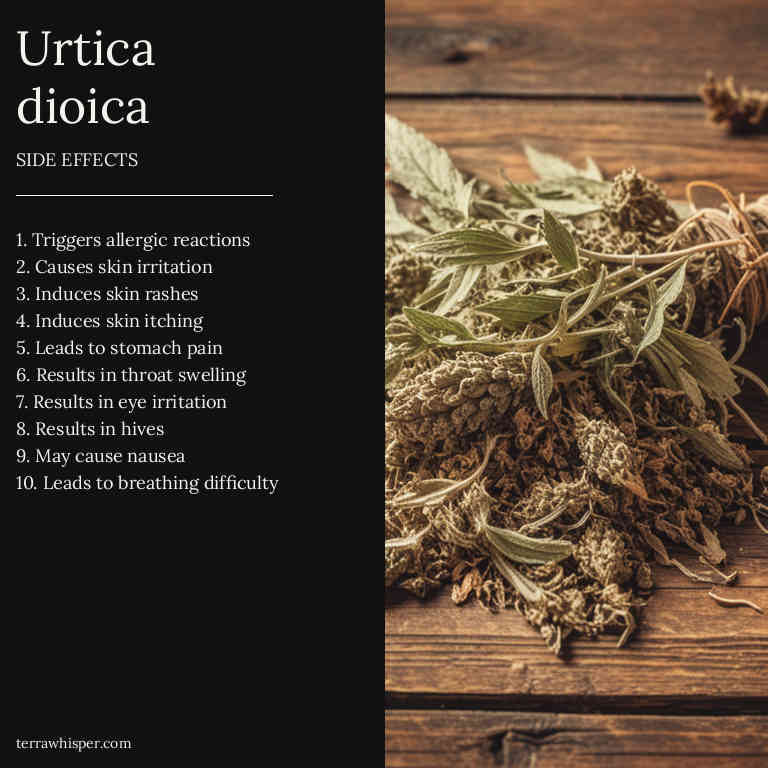 Urtica
dioica
SIDE EFFECTS
1. Triggers allergic reactions
2. Causes skin irritation
3. Induces skin rashes
4. Induces skin itching
5. Leads to stomach pain
6. Results in throat swelling
7. Results in eye irritation
8. Results in hives
9. May cause nausea
10. Leads to breathing difficulty
terrawhisper.com